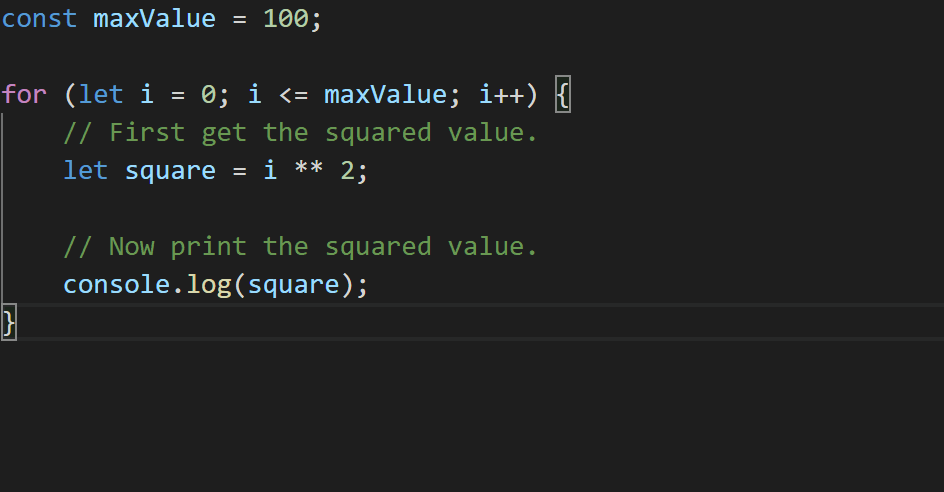 const maxValue = 100;
for (let i = 0; i <= maxValue; i++) {
// First get the squared value.
let square = i ** 2;
// Now print the squared value.
console.log(square);
}